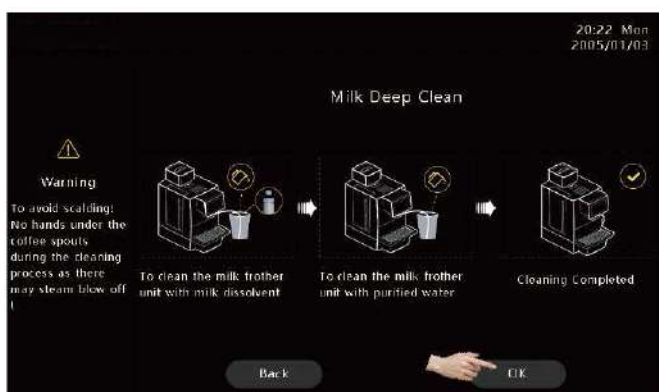 20:22 Mon
2005/01/03
Milk Deep Clean
Warning
To avoid scalding!
No hands under the
coffee spouts
during the cleaning
process as there
may steam blow off
!
To clean the milk frother
unit with milk dissolvent
To clean the milk frother
unit with purified water
Cleaning Completed
Back
OK